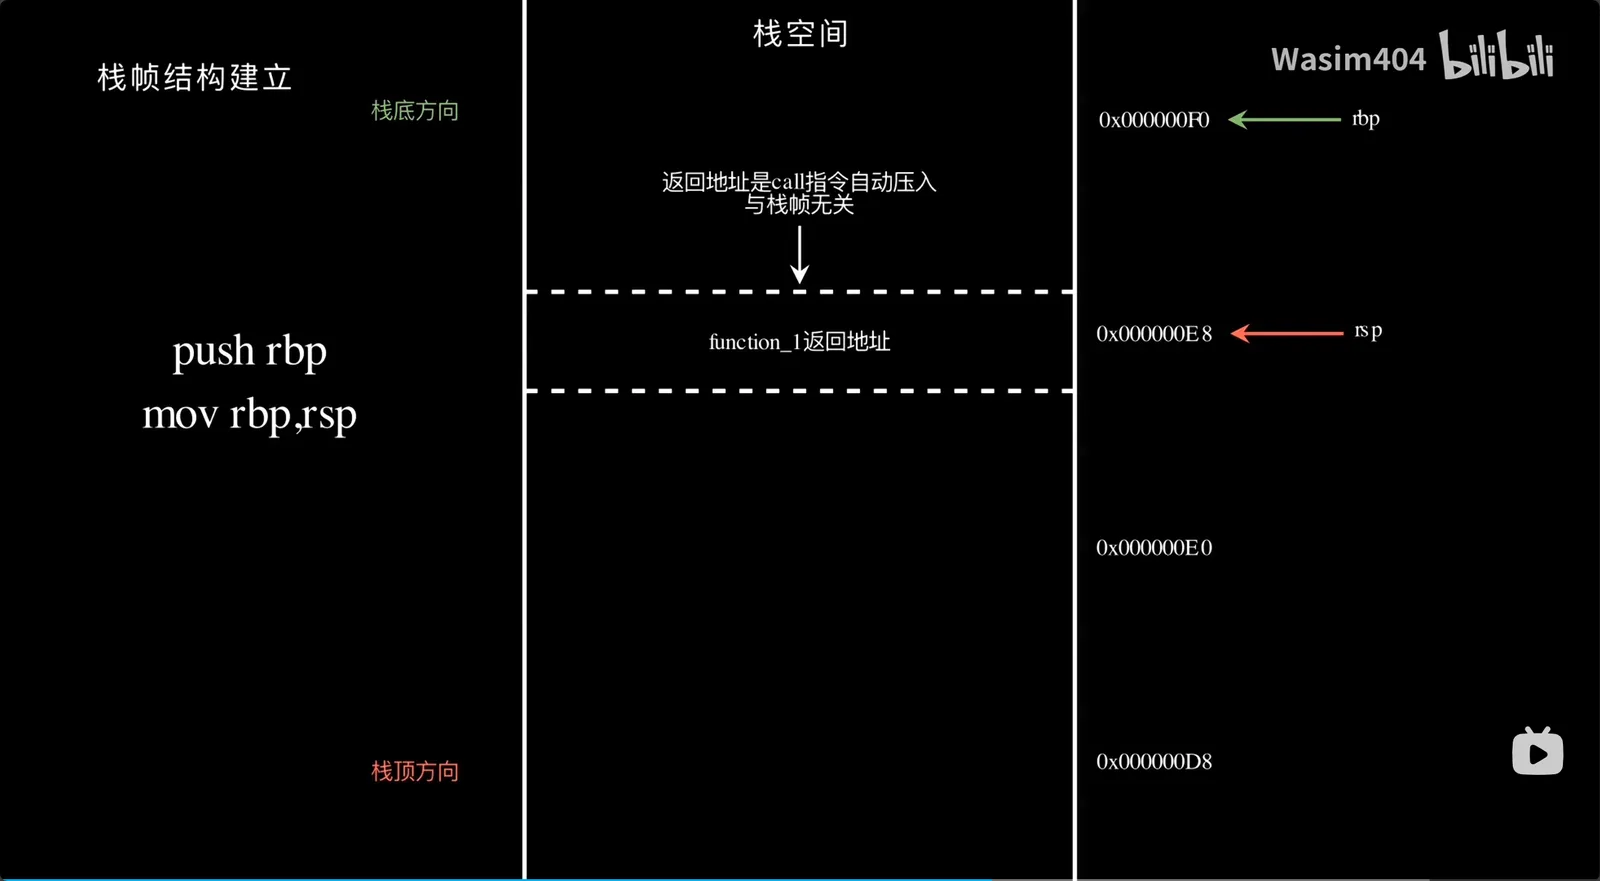 栈帧结构建立
栈底方向
push rbp
mov rbp,rsp
栈顶方向
栈空间
返回地址是call指令自动压入
与栈帧无关
function_1返回地址
Wasim404 bilibili
0x000000F0
rbp
0x000000E8
rsp
0x000000E0
0x000000D8